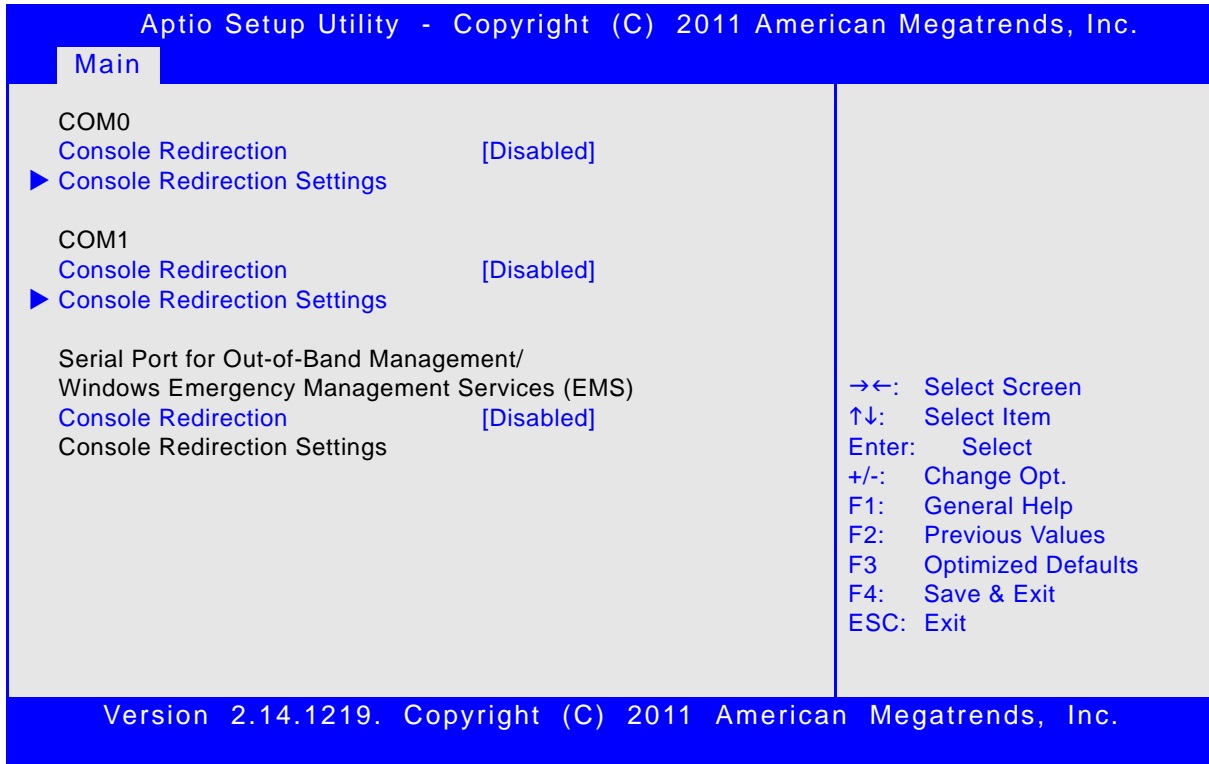 Aptio Setup Utility - Copyright (C) 2011 American Megatrends, Inc.
Main
COM0
Console Redirection [Disabled]
▶ Console Redirection Settings
COM1
Console Redirection [Disabled]
▶ Console Redirection Settings
Serial Port for Out-of-Band Management/
Windows Emergency Management Services (EMS)
Console Redirection [Disabled]
Console Redirection Settings
→←: Select Screen
↑↓: Select Item
Enter: Select
+/-: Change Opt.
F1: General Help
F2: Previous Values
F3 Optimized Defaults
F4: Save & Exit
ESC: Exit
Version 2.14.1219. Copyright (C) 2011 American Megatrends, Inc.